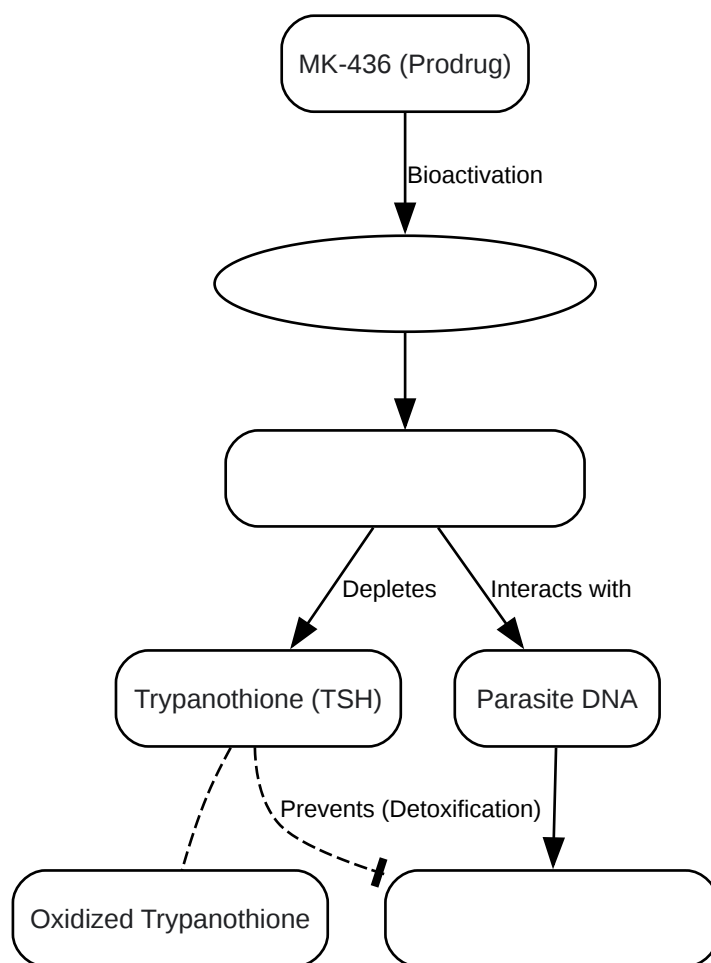 MK-436 (Prodrug)
Bioactivation
Depletes
Interacts with
Trypanothione (TSH)
Parasite DNA
Prevents (Detoxification)
Oxidized Trypanothione